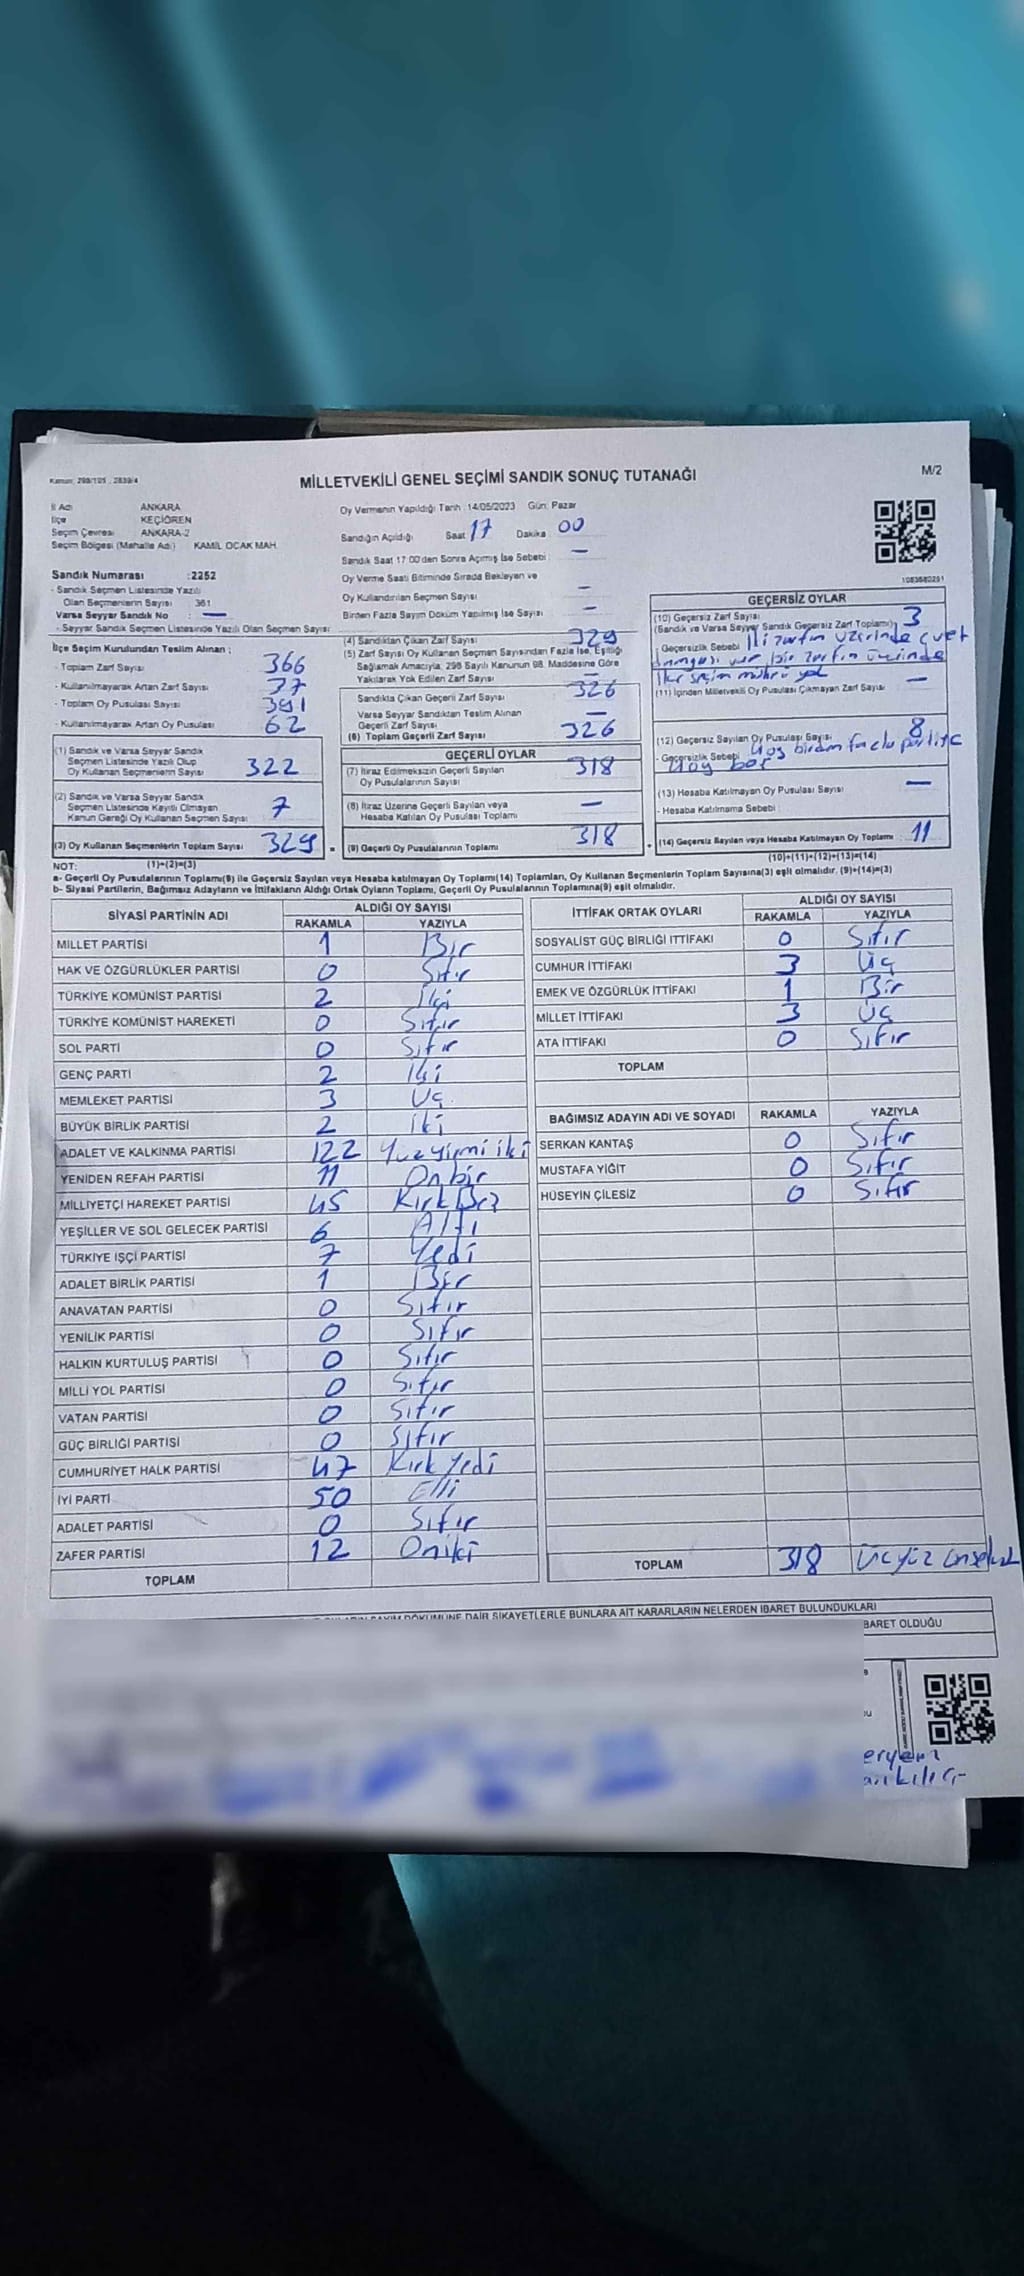 Kanun: 298/105 , 2839/4
MİLLETVEKİLİ GENEL SEÇİMİ SANDIK SONUÇ TUTANAĞI
M/2
İl Adı ANKARA
İlçe KEÇİÖREN
Seçim Çevresi ANKARA-2
Seçim Bölgesi (Mahalle Adı) KAMİL OCAK MAH.
Oy Vermenin Yapıldığı Tarih :14/05/2023 Gün: Pazar
Sandığın Açıldığı Saat 17 Dakika 00
Sandık Saat 17:00'den Sonra Açılmış İse Sebebi: —
Oy Verme Saati Bitiminde Sırada Bekleyen ve
Oy Kullandırılan Seçmen Sayısı —
Birden Fazla Sayım Döküm Yapılmış İse Sayısı —
Sandık Numarası :2252
- Sandık Seçmen Listesinde Yazılı
Olan Seçmenlerin Sayısı 361
Varsa Seyyar Sandık No : —
- Seyyar Sandık Seçmen Listesinde Yazılı Olan Seçmen Sayısı:
İlçe Seçim Kurulundan Teslim Alınan ;
- Toplam Zarf Sayısı 366
- Kullanılmayarak Artan Zarf Sayısı 37
- Toplam Oy Pusulası Sayısı 391
- Kullanılmayarak Artan Oy Pusulası 62
(1) Sandık ve Varsa Seyyar Sandık
Seçmen Listesinde Yazılı Olup
Oy Kullanan Seçmenlerin Sayısı 322
(2) Sandık ve Varsa Seyyar Sandık
Seçmen Listesinde Kayıtlı Olmayan
Kanun Gereği Oy Kullanan Seçmen Sayısı 7
(3) Oy Kullanan Seçmenlerin Toplam Sayısı 329
(1)+(2)=(3)
(4) Sandıktan Çıkan Zarf Sayısı 329
(5) Zarf Sayısı Oy Kullanan Seçmen Sayısından Fazla İse, Eşitliği
Sağlamak Amacıyla, 298 Sayılı Kanunun 98. Maddesine Göre
Yakılarak Yok Edilen Zarf Sayısı —
Sandıkta Çıkan Geçerli Zarf Sayısı 326
Varsa Seyyar Sandıktan Teslim Alınan
Geçerli Zarf Sayısı —
(6) Toplam Geçerli Zarf Sayısı 326
GEÇERLİ OYLAR
(7) İtiraz Edilmeksizin Geçerli Sayılan
Oy Pusulalarının Sayısı 318
(8) İtiraz Üzerine Geçerli Sayılan veya
Hesaba Katılan Oy Pusulası Toplamı —
(9) Geçerli Oy Pusulalarının Toplamı 318
1083680291
GEÇERSİZ OYLAR
(10) Geçersiz Zarf Sayısı
(Sandık ve Varsa Seyyar Sandık Geçersiz Zarf Toplamı) 3
Geçersizlik Sebebi İki zarfın üzerinde evet
damgası var bir zarfın üzerinde
ilçe seçim mührü yok
(11) İçinden Milletvekili Oy Pusulası Çıkmayan Zarf Sayısı —
(12) Geçersiz Sayılan Oy Pusulası Sayısı 8
- Geçersizlik Sebebi 4 oy birden fazla partiye
4 oy boş
(13) Hesaba Katılmayan Oy Pusulası Sayısı —
- Hesaba Katılmama Sebebi
(14) Geçersiz Sayılan veya Hesaba Katılmayan Oy Toplamı 11
(10)+(11)+(12)+(13)=(14)
NOT:
a- Geçerli Oy Pusulalarının Toplamı(9) ile Geçersiz Sayılan veya Hesaba katılmayan Oy Toplamı(14) Toplamları, Oy Kullanan Seçmenlerin Toplam Sayısına(3) eşit olmalıdır. (9)+(14)=(3)
b- Siyasi Partilerin, Bağımsız Adayların ve İttifakların Aldığı Ortak Oyların Toplamı, Geçerli Oy Pusulalarının Toplamına(9) eşit olmalıdır.
SİYASİ PARTİNİN ADI ALDIĞI OY SAYISI
RAKAMLA YAZIYLA
MİLLET PARTİSİ 1 Bir
HAK VE ÖZGÜRLÜKLER PARTİSİ 0 Sıfır
TÜRKİYE KOMÜNİST PARTİSİ 2 İki
TÜRKİYE KOMÜNİST HAREKETİ 0 Sıfır
SOL PARTİ 0 Sıfır
GENÇ PARTİ 2 İki
MEMLEKET PARTİSİ 3 Üç
BÜYÜK BİRLİK PARTİSİ 2 İki
ADALET VE KALKINMA PARTİSİ 122 Yüzyirmi iki
YENİDEN REFAH PARTİSİ 11 Onbir
MİLLİYETÇİ HAREKET PARTİSİ 45 Kırk Beş
YEŞİLLER VE SOL GELECEK PARTİSİ 6 Altı
TÜRKİYE İŞÇİ PARTİSİ 7 Yedi
ADALET BİRLİK PARTİSİ 1 Bir
ANAVATAN PARTİSİ 0 Sıfır
YENİLİK PARTİSİ 0 Sıfır
HALKIN KURTULUŞ PARTİSİ 0 Sıfır
MİLLİ YOL PARTİSİ 0 Sıfır
VATAN PARTİSİ 0 Sıfır
GÜÇ BİRLİĞİ PARTİSİ 0 Sıfır
CUMHURİYET HALK PARTİSİ 47 Kırk Yedi
İYİ PARTİ 50 Elli
ADALET PARTİSİ 0 Sıfır
ZAFER PARTİSİ 12 Oniki
TOPLAM
İTTİFAK ORTAK OYLARI ALDIĞI OY SAYISI
RAKAMLA YAZIYLA
SOSYALİST GÜÇ BİRLİĞİ İTTİFAKI 0 Sıfır
CUMHUR İTTİFAKI 3 Üç
EMEK VE ÖZGÜRLÜK İTTİFAKI 1 Bir
MİLLET İTTİFAKI 3 Üç
ATA İTTİFAKI 0 Sıfır
TOPLAM
BAĞIMSIZ ADAYIN ADI VE SOYADI RAKAMLA YAZIYLA
SERKAN KANTAŞ 0 Sıfır
MUSTAFA YİĞİT 0 Sıfır
HÜSEYİN ÇİLESİZ 0 Sıfır
TOPLAM 318 Üçyüz onsekiz
SAYIM DÖKÜMÜNE DAİR ŞİKAYETLERLE BUNLARA AİT KARARLARIN NELERDEN İBARET BULUNDUKLARI
BARET OLDUĞU